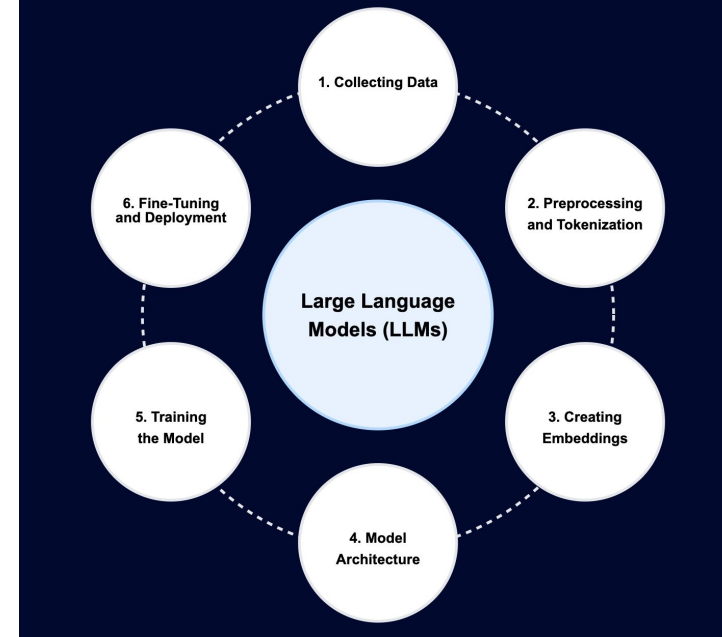 1. Collecting Data
2. Preprocessing
and Tokenization
3. Creating
Embeddings
4. Model
Architecture
5. Training
the Model
6. Fine-Tuning
and Deployment
Large Language
Models (LLMs)